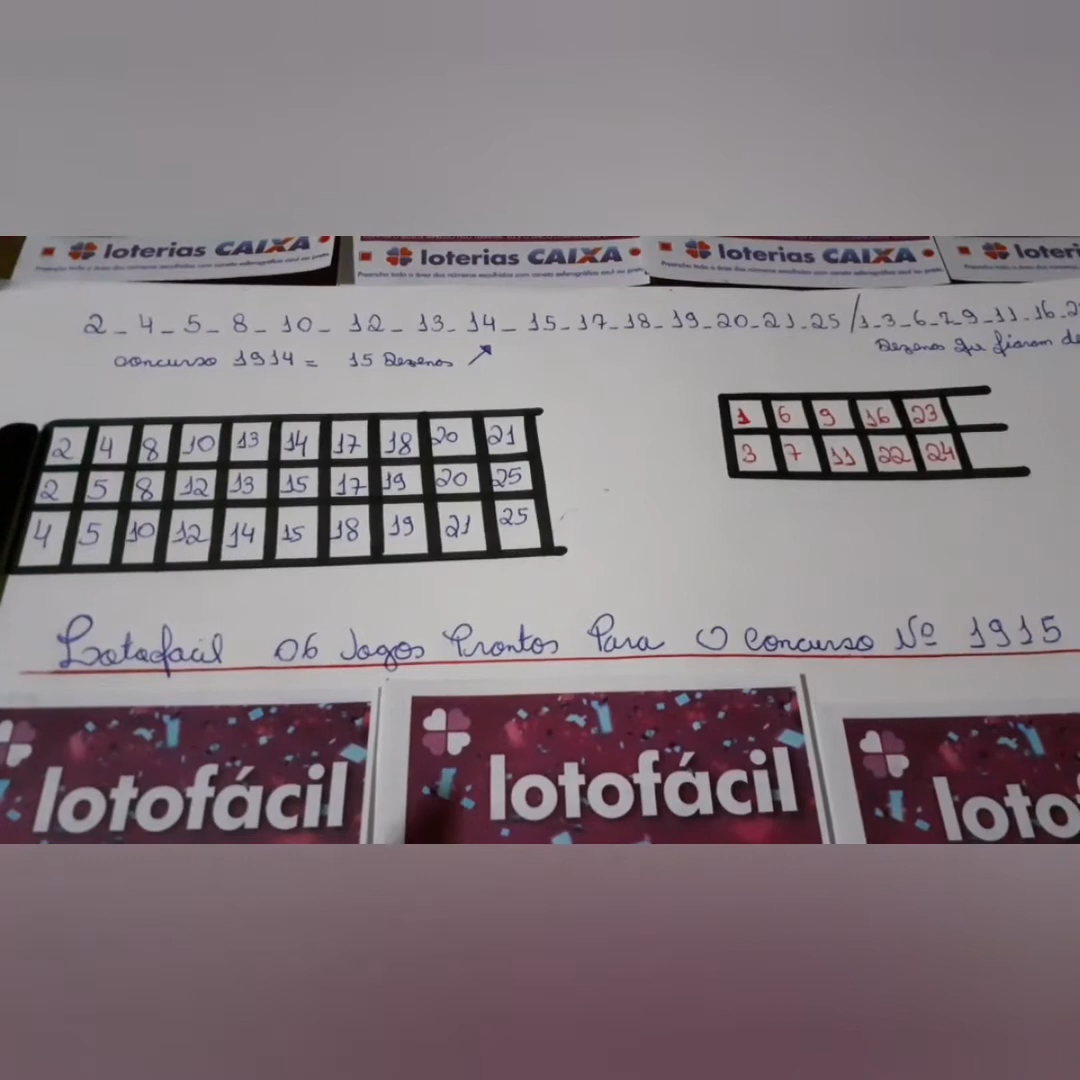 loterias CAIXA loterias CAIXA loterias CAIXA
2 - 4 - 5 - 8 - 10 - 12 - 13 - 14 - 15 - 17 - 18 - 19 - 20 - 21 - 25 / 1 - 3 - 6 - 7 - 9 - 11 - 16
concurso 1914 = 15 Dezenas ↗
Dezenas que
2 4 8 10 13 14 17 18 20 21
2 5 8 12 13 15 17 19 20 25
4 5 10 12 14 15 18 19 21 25
1 6 9 16 23
3 7 11 22 24
Lotofacil 06 Jogos Prontos Para O Concurso Nº 1915
lotofácil lotofácil loto